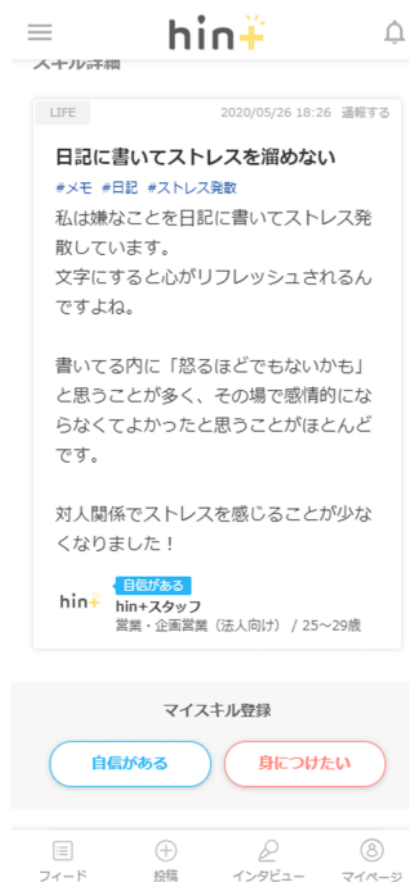 hin+
スキル詳細
LIFE 2020/05/26 18:26 通報する
日記に書いてストレスを溜めない
#メモ #日記 #ストレス発散
私は嫌なことを日記に書いてストレス発
散しています。
文字にすると心がリフレッシュされるん
ですよね。
書いてる内に「怒るほどでもないかも」
と思うことが多く、その場で感情的にな
らなくてよかったと思うことがほとんど
です。
対人関係でストレスを感じることが少な
くなりました!
自信がある
hin+ hin+スタッフ
営業・企画営業(法人向け) / 25~29歳
マイスキル登録
自信がある 身につけたい
フィード 投稿 インタビュー マイページ